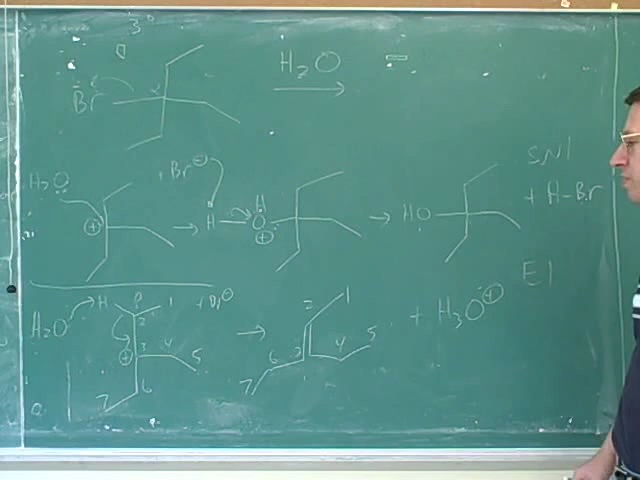 3°
Br H₂O
H₂O + Br⊖ SN1
⊕ H H O ⊕ HO + H-Br
E1
H₂O H β 1 + Br⊖ 2 1 + H₃O⊕
2
⊕ 3 4 5 3 4 5
6 6
7 7